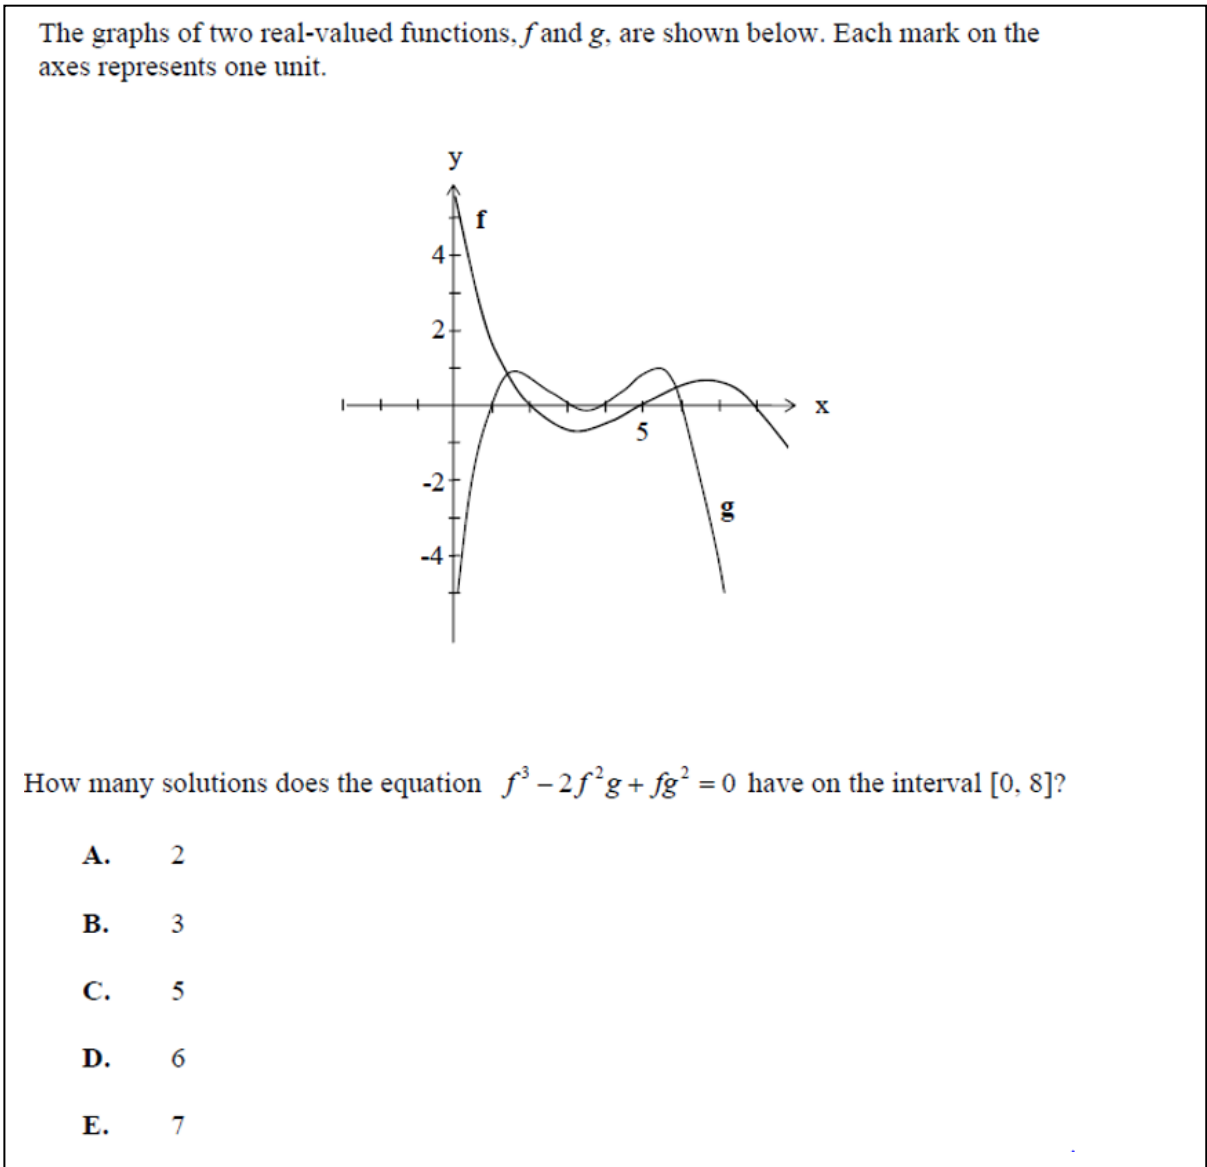 The graphs of two real-valued functions, f and g, are shown below. Each mark on the
axes represents one unit.
y
f
4
2
x
5
-2
g
-4
How many solutions does the equation f³ – 2f²g + fg² = 0 have on the interval [0, 8]?
A. 2
B. 3
C. 5
D. 6
E. 7